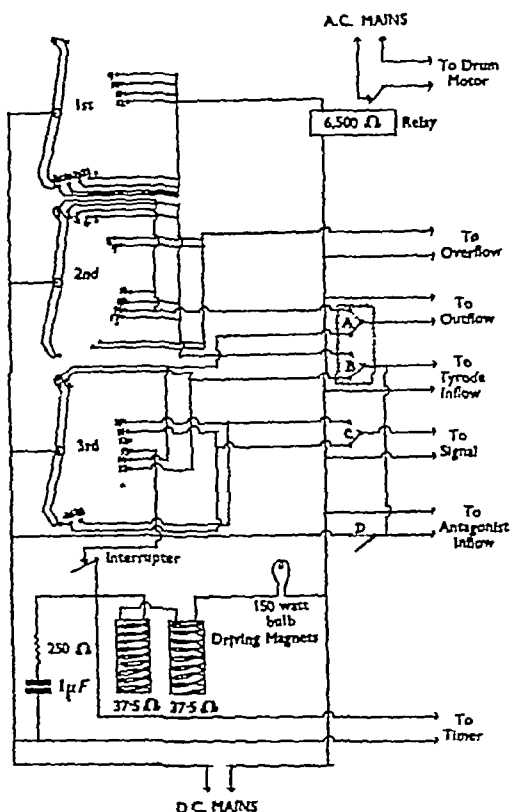 A.C. MAINS
To Drum
Motor
1st
6,500 Ω
Relay
To
Overflow
2nd
To
Outflow
A
B
To
Tyrode
Inflow
3rd
C
To
Signal
To
Antagonist
Inflow
D
Interrupter
150 watt
bulb
Driving Magnets
250 Ω
1μF
37·5 Ω
37·5 Ω
To
Timer
D.C. MAINS